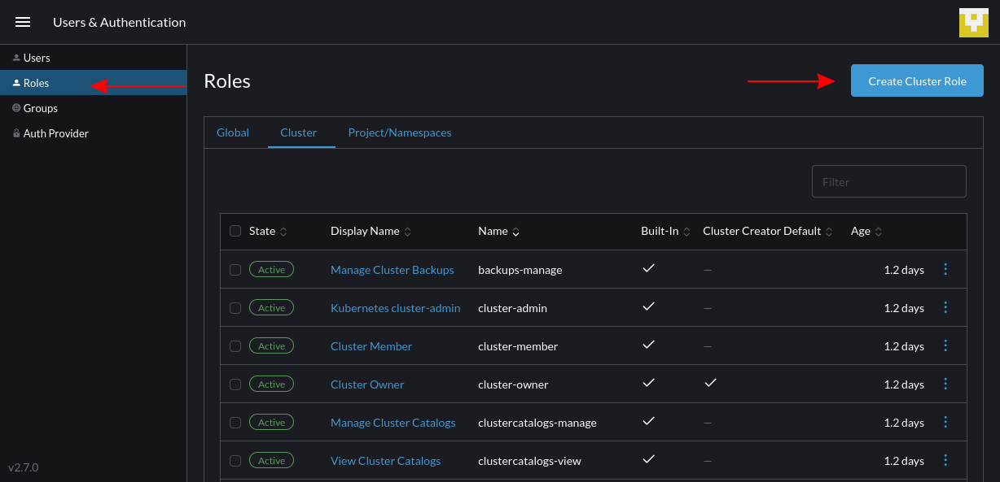 Users & Authentication
Users
Roles
Groups
Auth Provider
v2.7.0
Roles
Create Cluster Role
Global Cluster Project/Namespaces
Filter
State Display Name Name Built-In Cluster Creator Default Age
Active Manage Cluster Backups backups-manage — 1.2 days
Active Kubernetes cluster-admin cluster-admin — 1.2 days
Active Cluster Member cluster-member — 1.2 days
Active Cluster Owner cluster-owner 1.2 days
Active Manage Cluster Catalogs clustercatalogs-manage — 1.2 days
Active View Cluster Catalogs clustercatalogs-view — 1.2 days